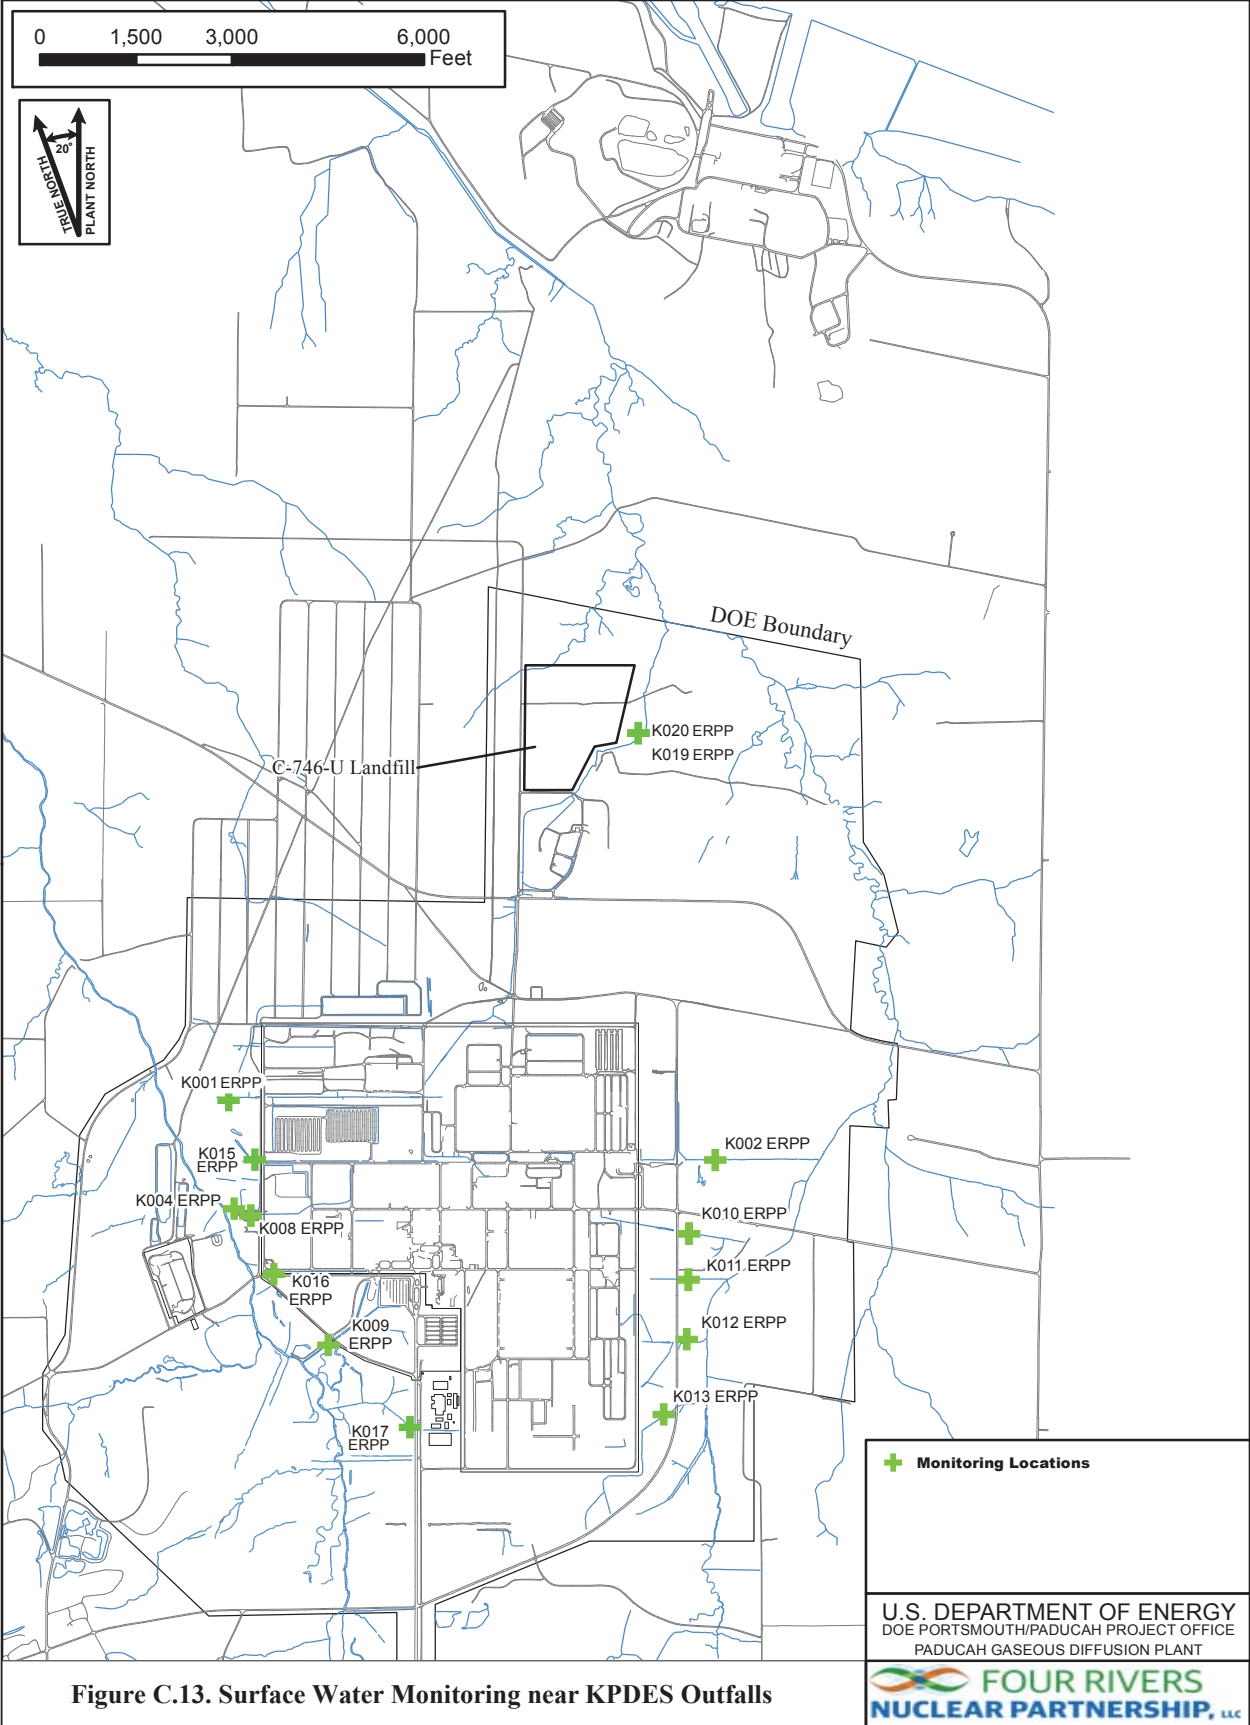 0 1,500 3,000 6,000
Feet
20°
TRUE NORTH
PLANT NORTH
DOE Boundary
K020 ERPP
K019 ERPP
C-746-U Landfill
K001 ERPP
K015
ERPP
K002 ERPP
K004 ERPP
K008 ERPP
K010 ERPP
K011 ERPP
K016
ERPP
K009
ERPP
K012 ERPP
K013 ERPP
K017
ERPP
Monitoring Locations
U.S. DEPARTMENT OF ENERGY
DOE PORTSMOUTH/PADUCAH PROJECT OFFICE
PADUCAH GASEOUS DIFFUSION PLANT
FOUR RIVERS
NUCLEAR PARTNERSHIP, LLC
Figure C.13. Surface Water Monitoring near KPDES Outfalls